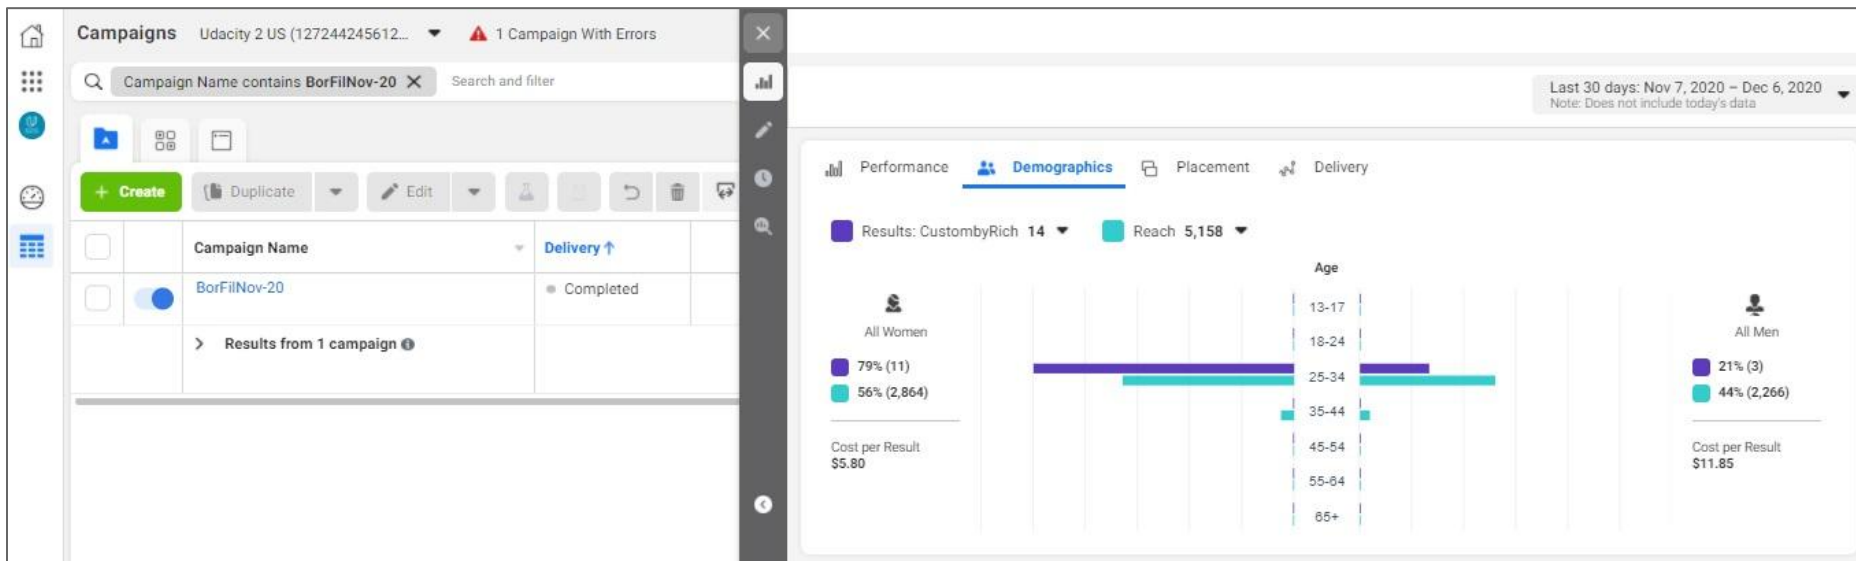 Campaigns Udacity 2 US (127244245612... 1 Campaign With Errors
Campaign Name contains BorFilNov-20 Search and filter
+ Create Duplicate Edit
Campaign Name Delivery
BorFilNov-20 Completed
Results from 1 campaign
Last 30 days: Nov 7, 2020 – Dec 6, 2020
Note: Does not include today's data
Performance Demographics Placement Delivery
Results: CustombyRich 14 Reach 5,158
Age
All Women
79% (11)
56% (2,864)
Cost per Result
$5.80
13-17
18-24
25-34
35-44
45-54
55-64
65+
All Men
21% (3)
44% (2,266)
Cost per Result
$11.85